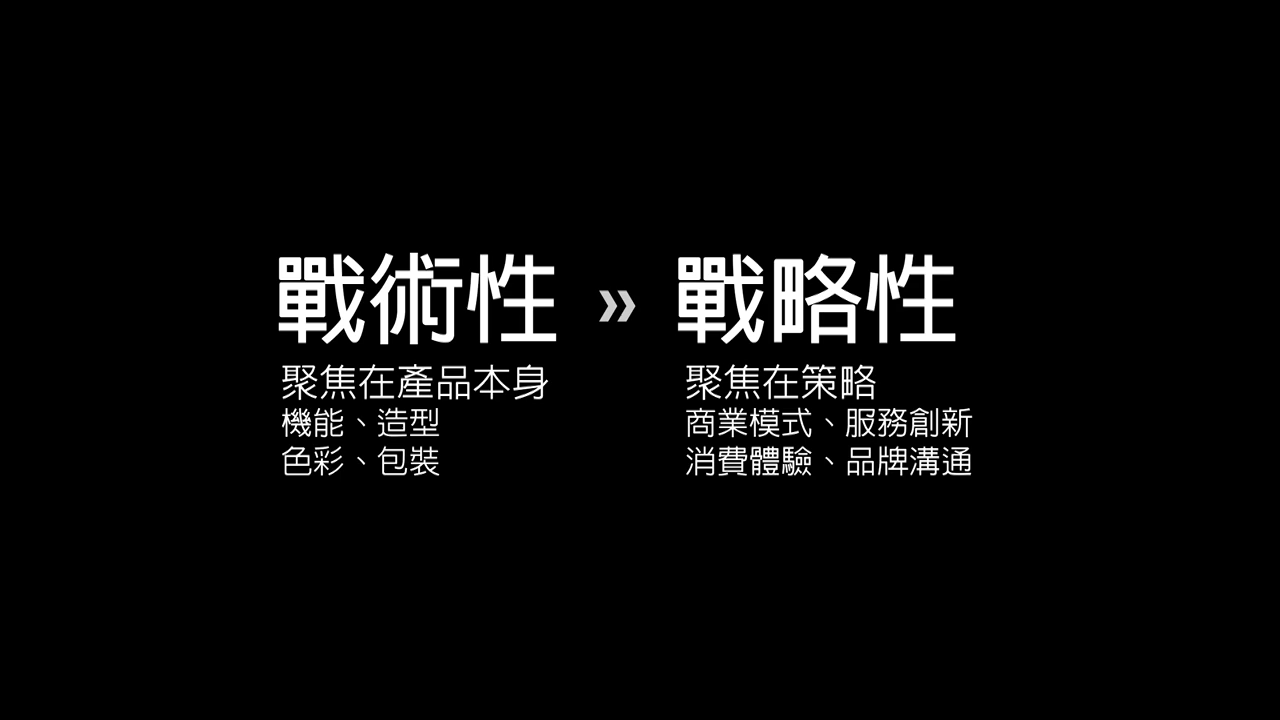 戰術性 » 戰略性
聚焦在產品本身
機能、造型
色彩、包裝
聚焦在策略
商業模式、服務創新
消費體驗、品牌溝通